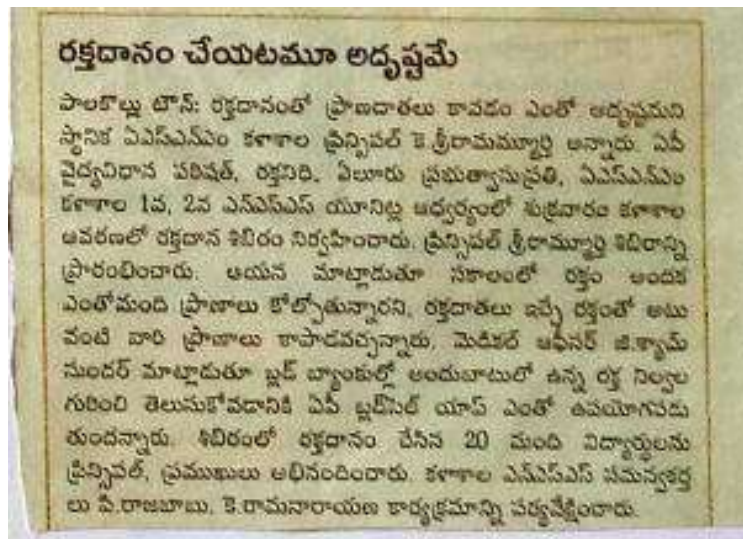 రక్తదానం చేయటమూ అదృష్టమే
పాలకొల్లు టౌన్: రక్తదానంతో ప్రాణదాతలు కావడం ఎంతో అదృష్టమని
స్థానిక ఏఎస్ఎన్ఎం కళాశాల ప్రిన్సిపల్ కె.శ్రీరామమ్మూర్తి అన్నారు. ఏపీ
వైద్యవిధాన పరిషత్, రక్తనిధి, ఏలూరు ప్రభుత్వాసుపత్రి, ఏఎస్ఎన్ఎం
కళాశాల 1వ, 2వ ఎన్ఎస్ఎస్ యూనిట్ల ఆధ్వర్యంలో శుక్రవారం కళాశాల
ఆవరణలో రక్తదాన శిబిరం నిర్వహించారు. ప్రిన్సిపల్ శ్రీరామ్మూర్తి శిబిరాన్ని
ప్రారంభించారు. ఆయన మాట్లాడుతూ సకాలంలో రక్తం అందక
ఎంతోమంది ప్రాణాలు కోల్పోతున్నారని, రక్తదాతలు ఇచ్చే రక్తంతో అటు
వంటి వారి ప్రాణాలు కాపాడవచ్చన్నారు. మెడికల్ ఆఫీసర్ జి.శ్యామ్
సుందర్ మాట్లాడుతూ బ్లడ్ బ్యాంకుల్లో అందుబాటులో ఉన్న రక్త నిల్వల
గురించి తెలుసుకోవడానికి ఏపీ బ్లడ్‌సెల్ యాప్ ఎంతో ఉపయోగపడు
తుందన్నారు. శిబిరంలో రక్తదానం చేసిన 20 మంది విద్యార్థులను
ప్రిన్సిపల్, ప్రముఖులు అభినందించారు. కళాశాల ఎన్ఎస్ఎస్ సమన్వయకర్త
లు పి.రాజబాబు, కె.రామనారాయణ కార్యక్రమాన్ని పర్యవేక్షించారు.